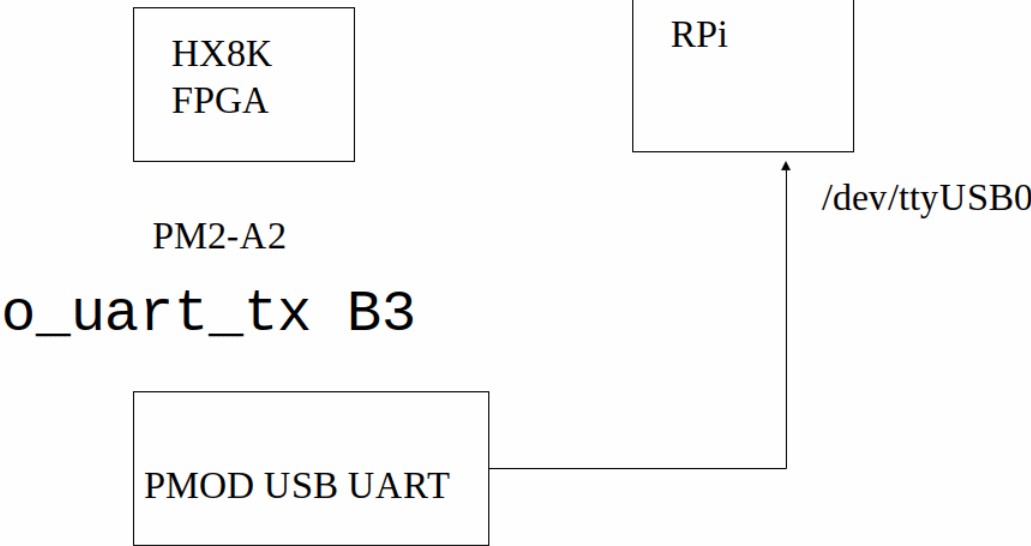 HX8K
FPGA
RPi
/dev/ttyUSB0
PM2-A2
o_uart_tx B3
PMOD USB UART